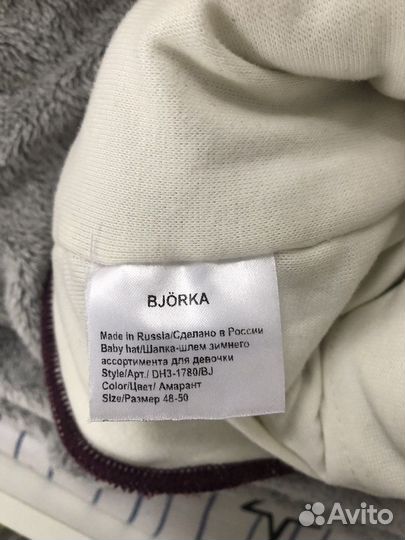 BJÖRKA
Made in Russia/Сделано в России
Baby hat/Шапка-шлем зимнего
ассортимента для девочки
Style/Арт./ DH3-1780/BJ
Color/Цвет/ Амарант
Size/Размер 48-50
Avito